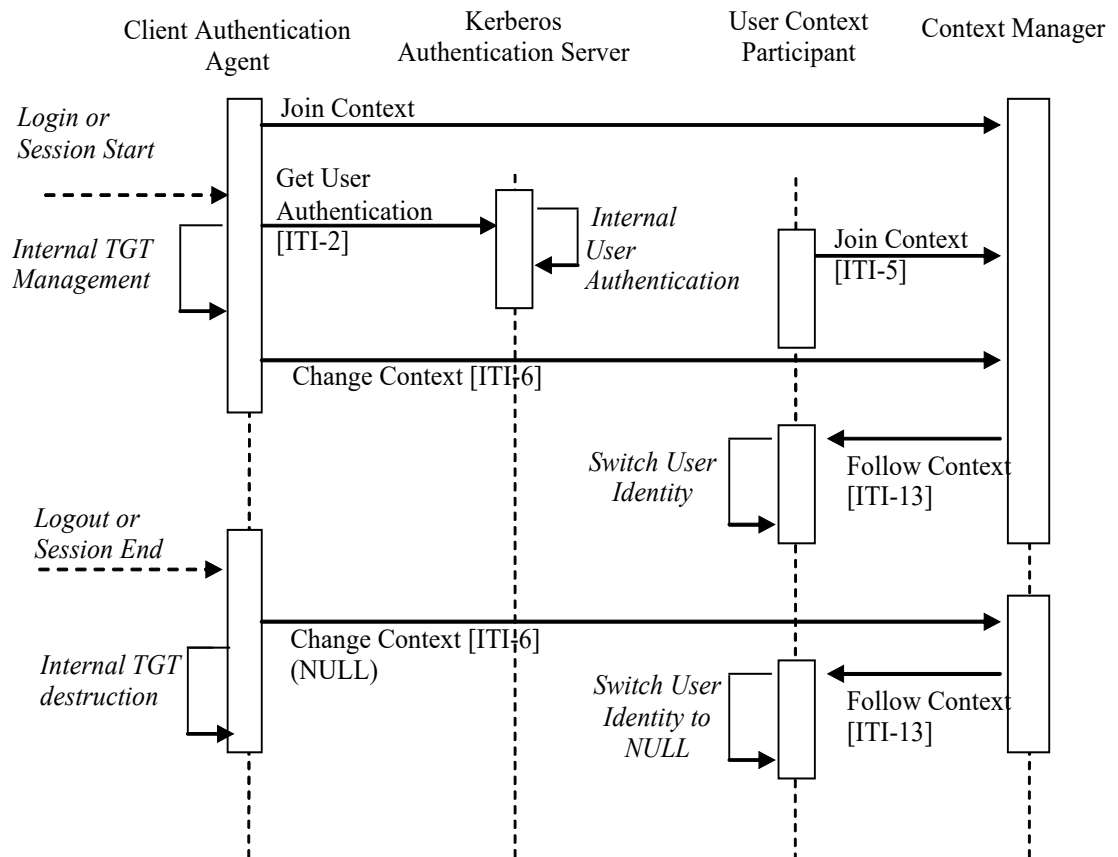 Client Authentication
Agent
Kerberos
Authentication Server
User Context
Participant
Context Manager
Join Context
Login or
Session Start
Get User
Authentication
[ITI-2]
Internal
User
Authentication
Internal TGT
Management
Join Context
[ITI-5]
Change Context [ITI-6]
Switch User
Identity
Follow Context
[ITI-13]
Logout or
Session End
Change Context [ITI-6]
(NULL)
Internal TGT
destruction
Switch User
Identity to
NULL
Follow Context
[ITI-13]